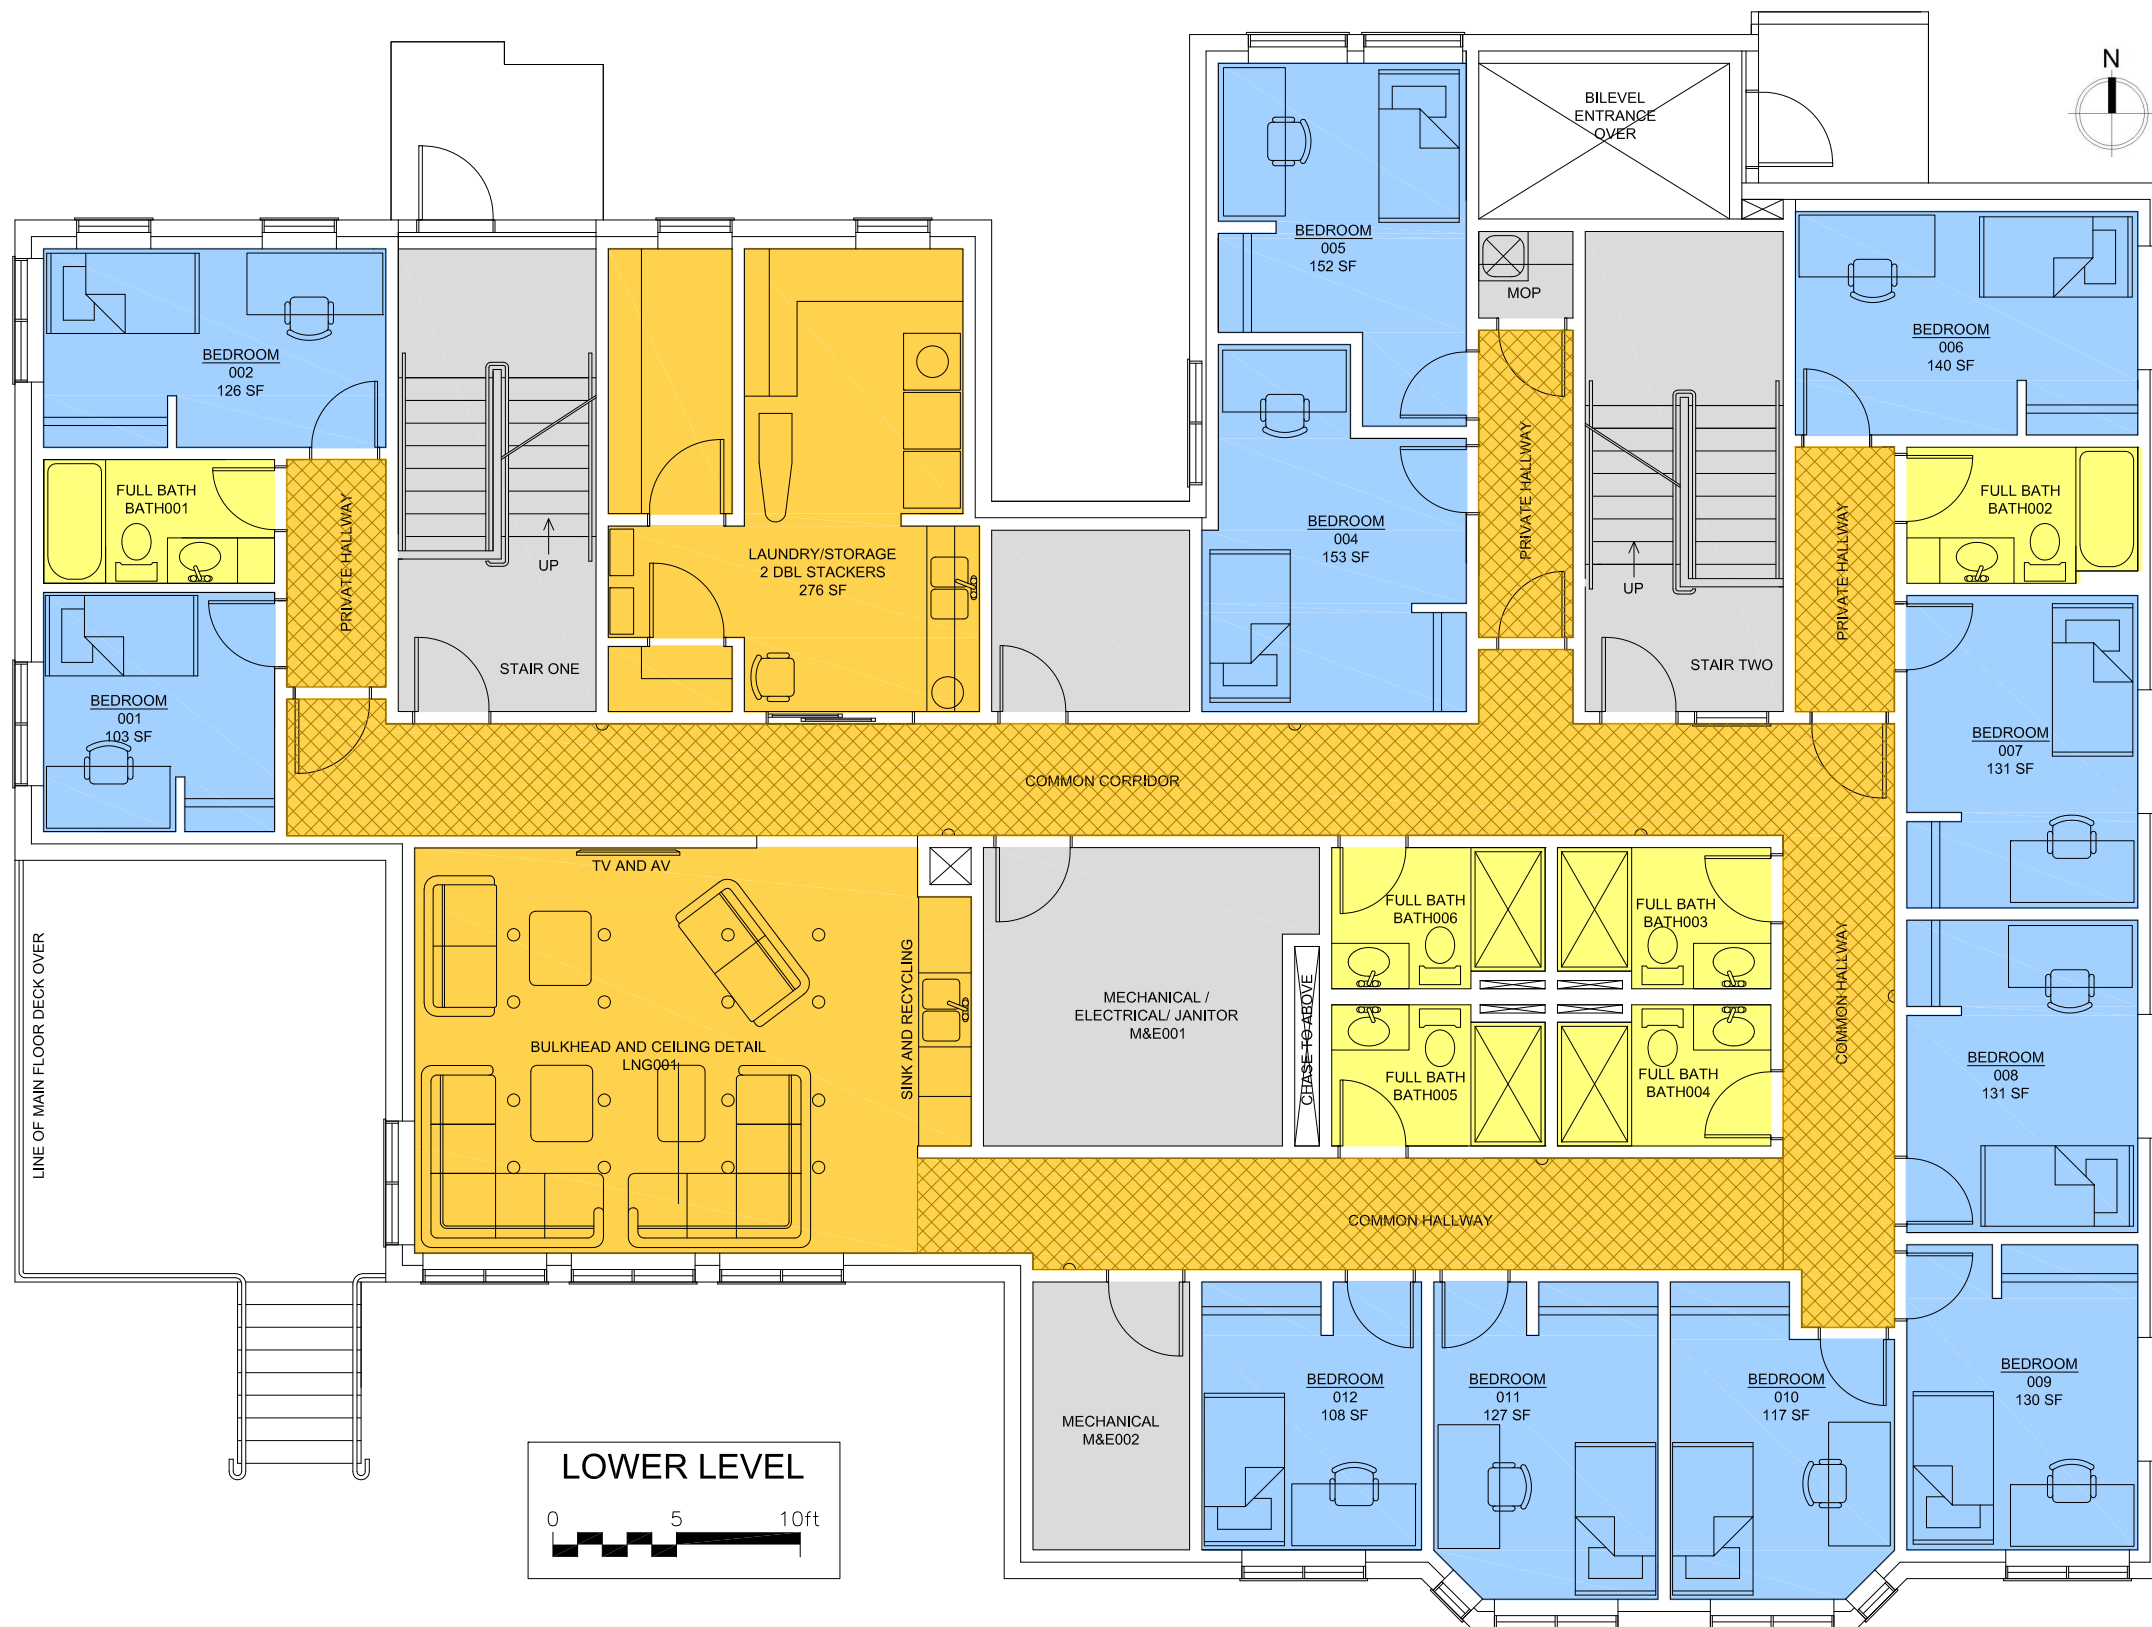 N
BILEVEL
ENTRANCE
OVER
BEDROOM
005
152 SF
MOP
BEDROOM
002
126 SF
BEDROOM
006
140 SF
FULL BATH
BATH001
PRIVATE HALLWAY
UP
STAIR ONE
LAUNDRY/STORAGE
2 DBL STACKERS
276 SF
BEDROOM
004
153 SF
PRIVATE HALLWAY
UP
STAIR TWO
PRIVATE HALLWAY
FULL BATH
BATH002
BEDROOM
001
103 SF
BEDROOM
007
131 SF
COMMON CORRIDOR
TV AND AV
LINE OF MAIN FLOOR DECK OVER
BULKHEAD AND CEILING DETAIL
LNG001
SINK AND RECYCLING
MECHANICAL /
ELECTRICAL/ JANITOR
M&E001
CHASE TO ABOVE
FULL BATH
BATH006
FULL BATH
BATH003
FULL BATH
BATH005
FULL BATH
BATH004
COMMON HALLWAY
BEDROOM
008
131 SF
COMMON HALLWAY
MECHANICAL
M&E002
BEDROOM
012
108 SF
BEDROOM
011
127 SF
BEDROOM
010
117 SF
BEDROOM
009
130 SF
LOWER LEVEL
0 5 10ft